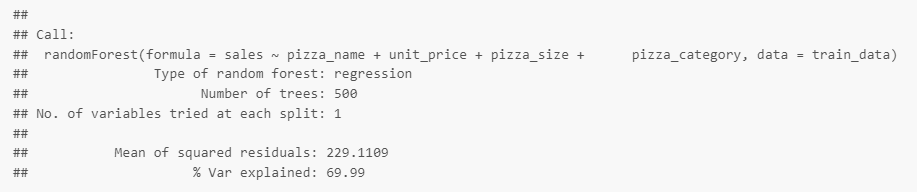 ##
## Call:
##  randomForest(formula = sales ~ pizza_name + unit_price + pizza_size +      pizza_category, data = train_data)
##                Type of random forest: regression
##                      Number of trees: 500
## No. of variables tried at each split: 1
##
##           Mean of squared residuals: 229.1109
##                     % Var explained: 69.99